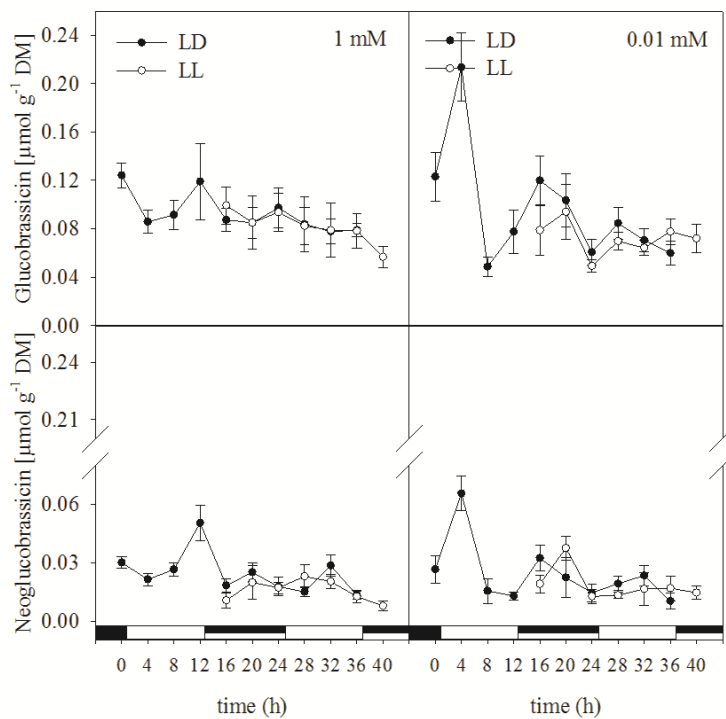 LD
LL
1 mM
LD
LL
0.01 mM
Glucobrassicin [µmol g⁻¹ DM]
0.24
0.20
0.16
0.12
0.08
0.04
0.00
Neoglucobrassicin [µmol g⁻¹ DM]
0.24
0.21
0.06
0.03
0.00
0 4 8 12 16 20 24 28 32 36 40
0 4 8 12 16 20 24 28 32 36 40
time (h)
time (h)